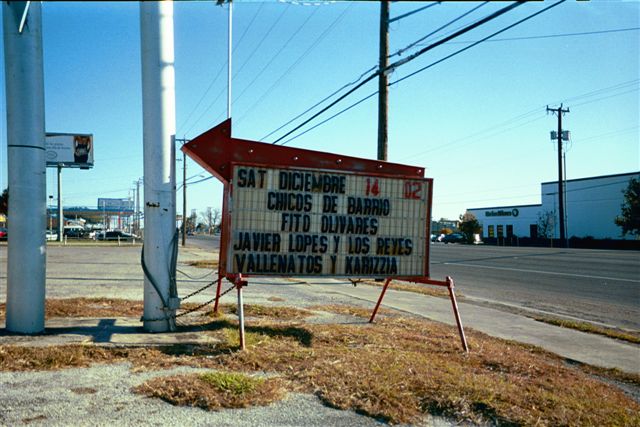 SAT DICIEMBRE 14 02
CHICOS DE BARRIO
FITO OLIVARES
JAVIER LOPES Y LOS REYES
VALLENATOS Y KARIZZIA